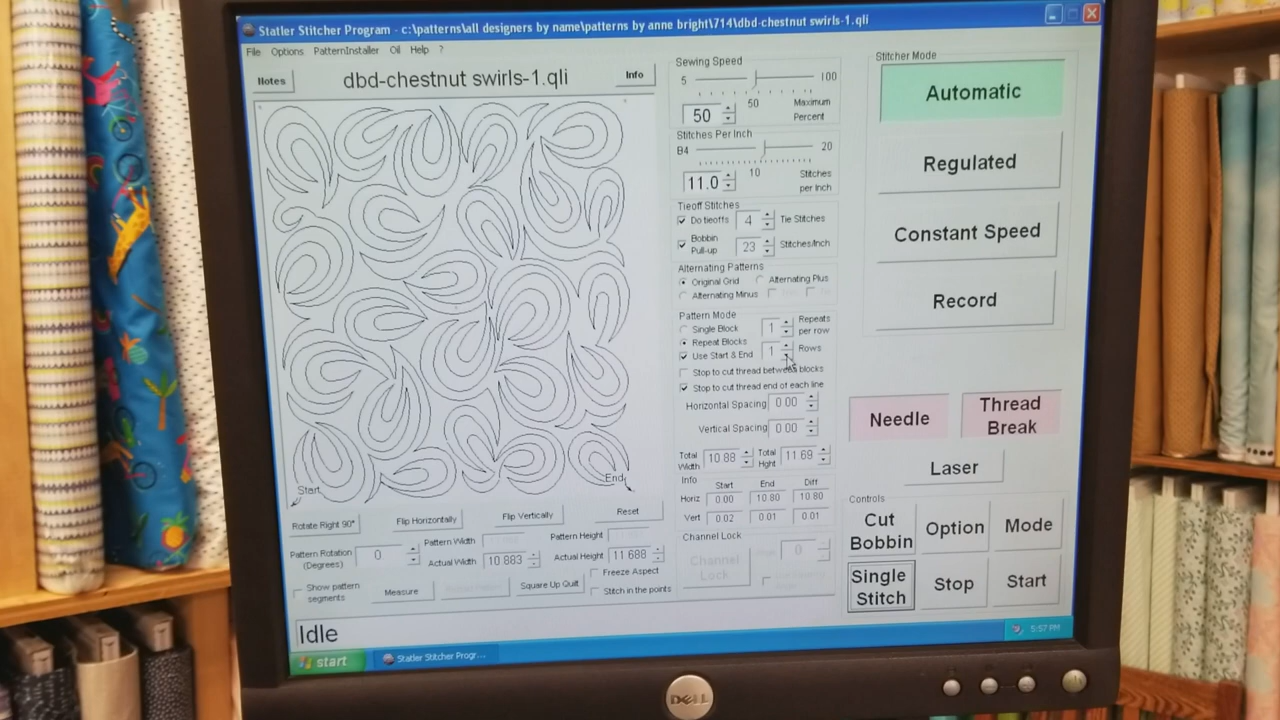 Statler Stitcher Program - c:\patterns\all designers by name\patterns by anne bright\714\dbd-chestnut swirls-1.qli
File Options PatternInstaller Oil Help ?
Notes
dbd-chestnut swirls-1.qli
Info
Start
End
Rotate Right 90°
Flip Horizontally
Flip Vertically
Reset
Pattern Rotation (Degrees)
0
Pattern Width
Pattern Height
Actual Width 10.883
Actual Height 11.688
Show pattern segments
Measure
Square Up Quilt
Freeze Aspect
Stitch in the points
Idle
Sewing Speed
5
100
50
50
Maximum Percent
Stitches Per Inch
B4
20
10
11.0
Stitches per Inch
Tieoff Stitches
Do tieoffs 4 Tie Stitches
Bobbin Pull-up 23 Stitches/Inch
Alternating Patterns
Original Grid
Alternating Plus
Alternating Minus
Pattern Mode
Single Block
1 Repeats per row
Repeat Blocks
Use Start & End
1 Rows
Stop to cut thread between blocks
Stop to cut thread end of each line
Horizontal Spacing 0.00
Vertical Spacing 0.00
Total Width 10.88
Total Hght 11.69
Info
Start End Diff
Horiz 0.00 10.80 10.80
Vert 0.02 0.01 0.01
Channel Lock
Channel Lock
0
Stitcher Mode
Automatic
Regulated
Constant Speed
Record
Needle
Thread Break
Laser
Controls
Cut Bobbin
Option
Mode
Single Stitch
Stop
Start
start
Statler Stitcher Progr...
5:57 PM
DELL